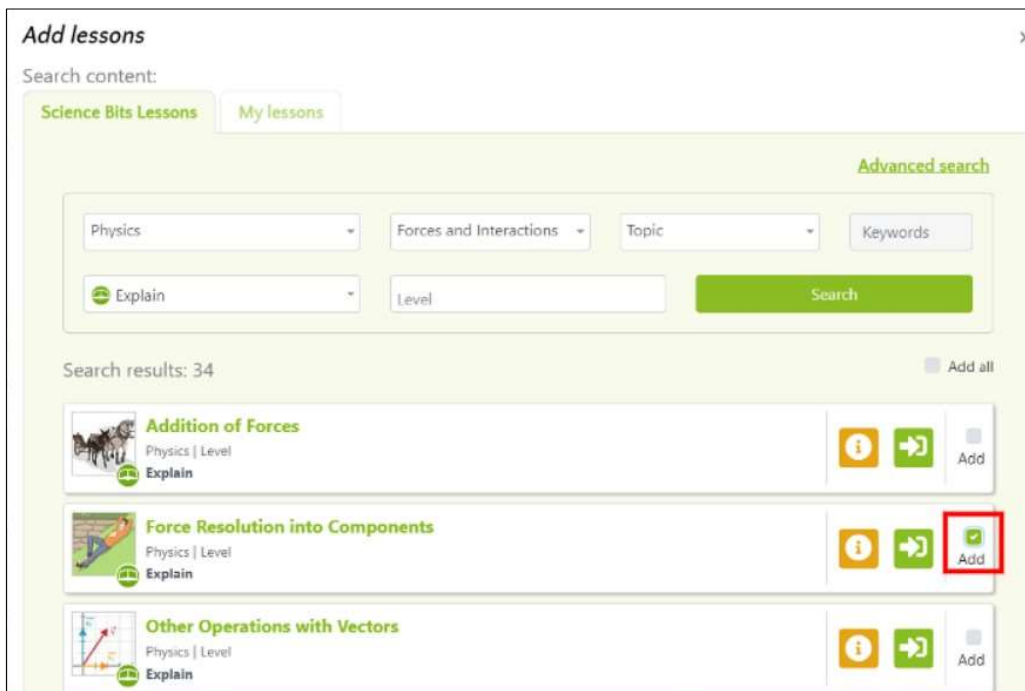 Add lessons
Search content:
Science Bits Lessons My lessons
Advanced search
Physics Forces and Interactions Topic Keywords
Explain Level Search
Search results: 34 Add all
Addition of Forces
Physics | Level
Explain
Add
Force Resolution into Components
Physics | Level
Explain
Add
Other Operations with Vectors
Physics | Level
Explain
Add